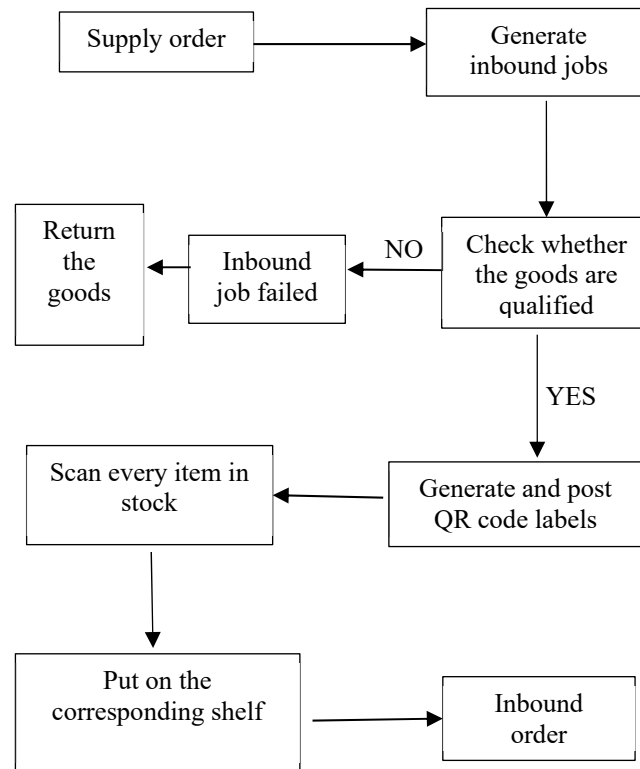 Supply order
Generate
inbound jobs
Return
the
goods
Inbound
job failed
NO
Check whether
the goods are
qualified
YES
Scan every item in
stock
Generate and post
QR code labels
Put on the
corresponding shelf
Inbound
order